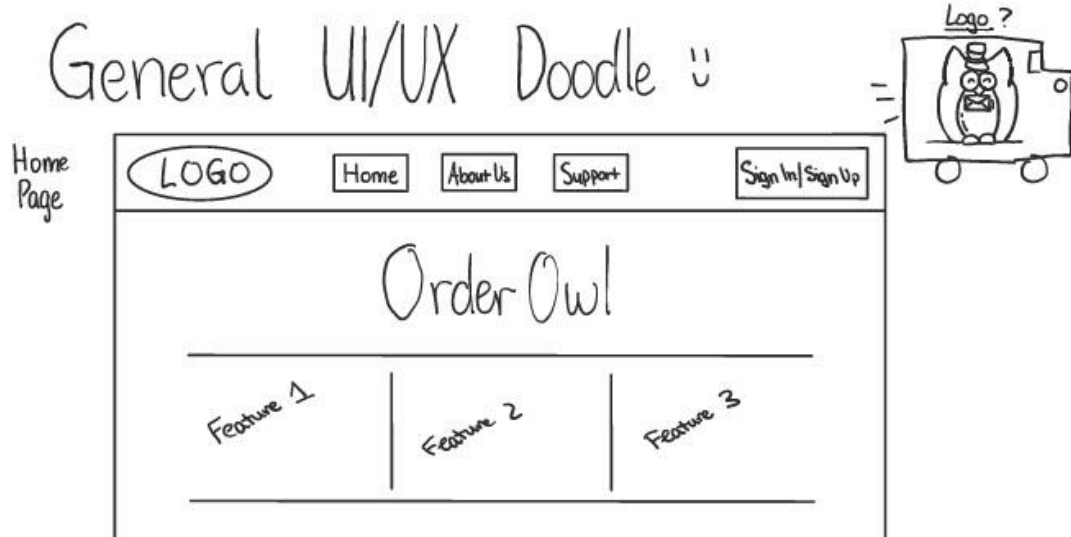 Logo ?
General UI/UX Doodle :)
Home
Page
LOGO Home About Us Support Sign In/Sign Up
Order Owl
Feature 1 Feature 2 Feature 3